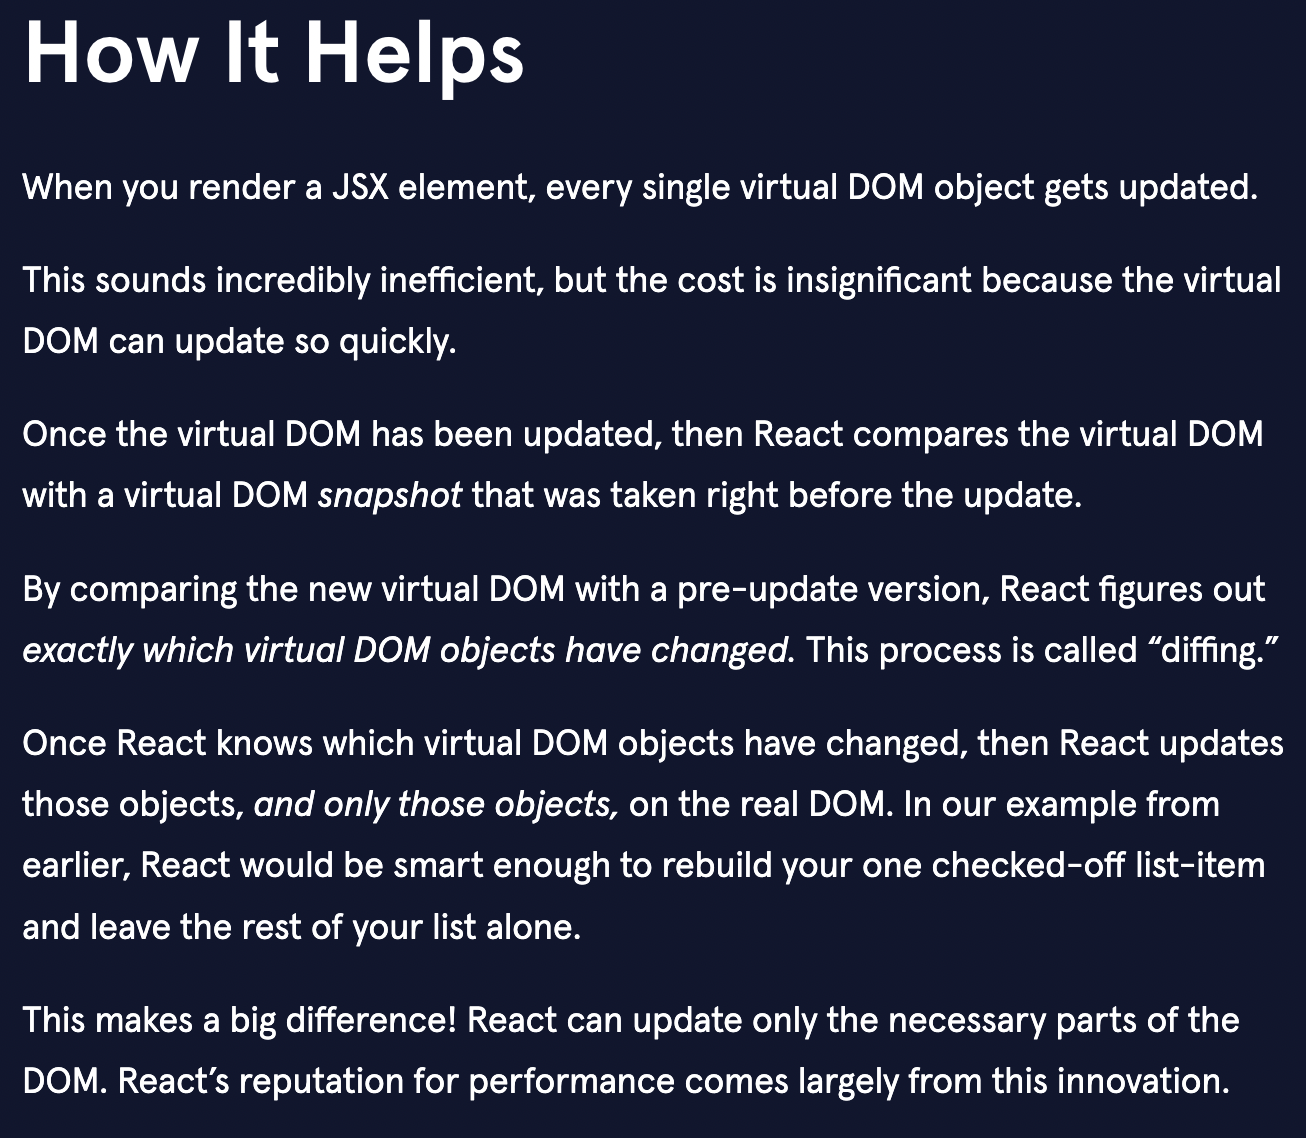 How It Helps
When you render a JSX element, every single virtual DOM object gets updated.
This sounds incredibly inefficient, but the cost is insignificant because the virtual
DOM can update so quickly.
Once the virtual DOM has been updated, then React compares the virtual DOM
with a virtual DOM snapshot that was taken right before the update.
By comparing the new virtual DOM with a pre-update version, React figures out
exactly which virtual DOM objects have changed. This process is called “diffing.”
Once React knows which virtual DOM objects have changed, then React updates
those objects, and only those objects, on the real DOM. In our example from
earlier, React would be smart enough to rebuild your one checked-off list-item
and leave the rest of your list alone.
This makes a big difference! React can update only the necessary parts of the
DOM. React’s reputation for performance comes largely from this innovation.